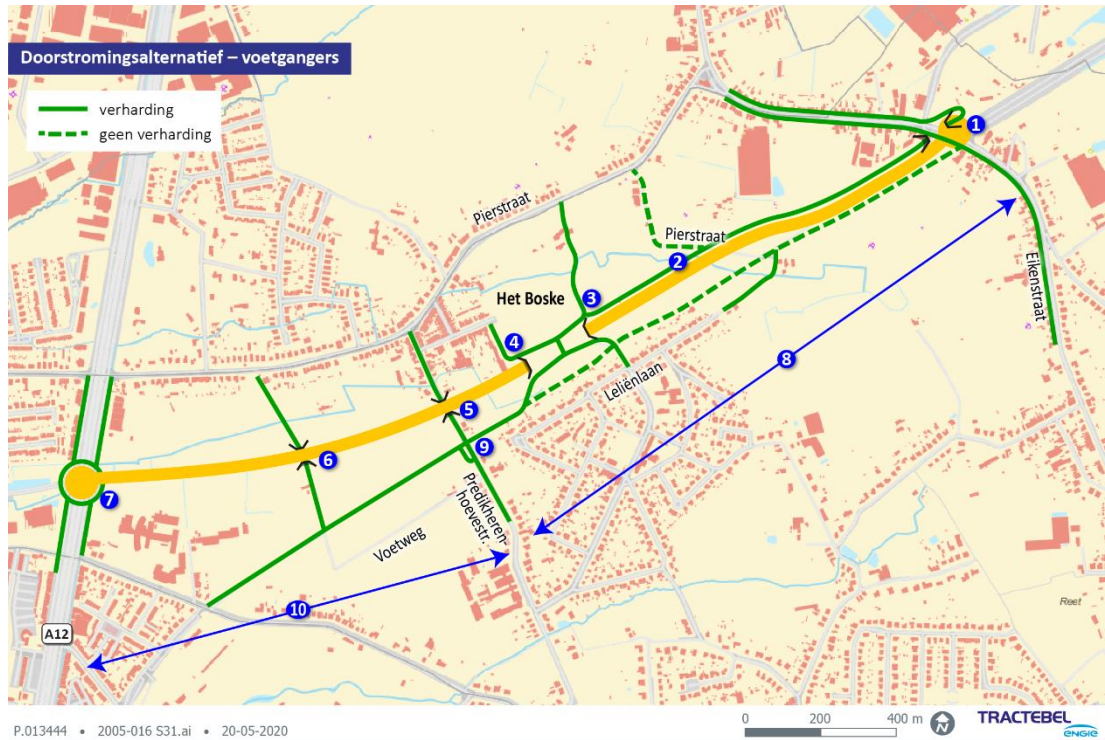 Doorstromingsalternatief – voetgangers
verharding
geen verharding
1
Pierstraat
Pierstraat
2
Eikenstraat
Het Boske
3
4
8
Leliënlaan
5
9
6
7
Predikheren-
hoevestr.
Voetweg
10
Reet
A12
P.013444 • 2005-016 S31.ai • 20-05-2020
0 200 400 m
N
TRACTEBEL
ENGIE